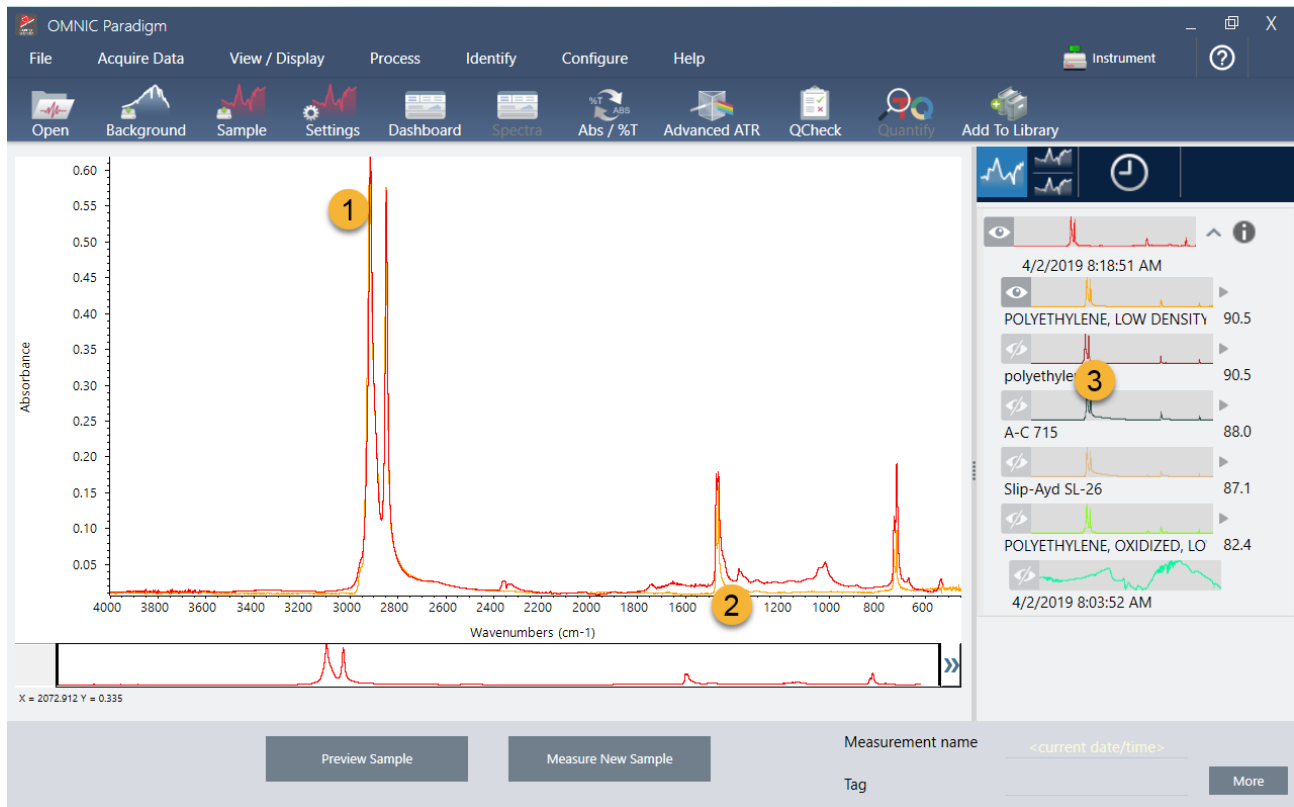 OMNIC Paradigm
_ X
File Acquire Data View / Display Process Identify Configure Help Instrument ?
%T ABS
Open Background Sample Settings Dashboard Spectra Abs / %T Advanced ATR QCheck Quantify Add To Library
0.60
0.55
0.50
0.45
0.40
0.35
0.30
0.25
0.20
0.15
0.10
0.05
Absorbance
4000 3800 3600 3400 3200 3000 2800 2600 2400 2200 2000 1800 1600 1200 1000 800 600
Wavenumbers (cm-1)
1
2
3
X = 2072.912 Y = 0.335
i
4/2/2019 8:18:51 AM
POLYETHYLENE, LOW DENSITY 90.5
90.5
A-C 715 88.0
Slip-Ayd SL-26 87.1
POLYETHYLENE, OXIDIZED, LO 82.4
4/2/2019 8:03:52 AM
Preview Sample Measure New Sample
Measurement name <current date/time>
Tag
More